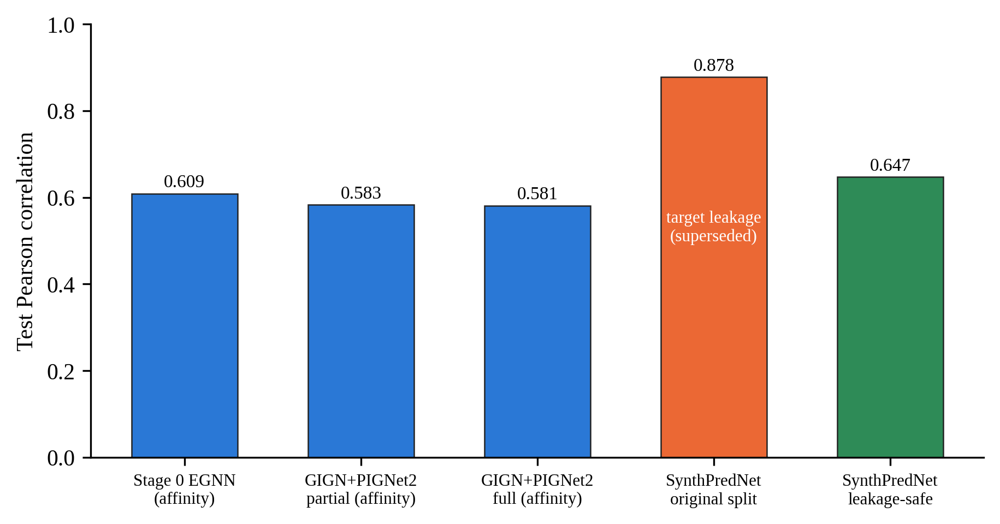 1.0
0.8
0.6
0.4
0.2
0.0
Test Pearson correlation
0.609
0.583
0.581
0.878
0.647
target leakage
(superseded)
Stage 0 EGNN
(affinity)
GIGN+PIGNet2
partial (affinity)
GIGN+PIGNet2
full (affinity)
SynthPredNet
original split
SynthPredNet
leakage-safe